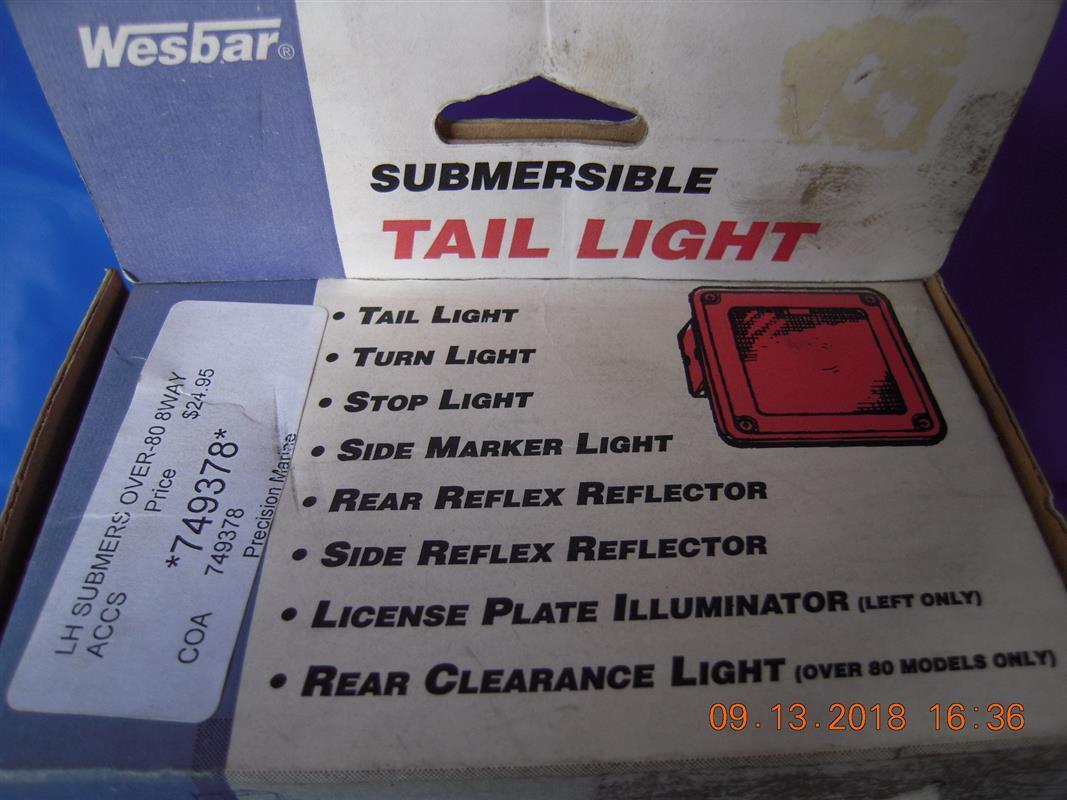 Wesbar®
SUBMERSIBLE
TAIL LIGHT
• TAIL LIGHT
• TURN LIGHT
• STOP LIGHT
• SIDE MARKER LIGHT
• REAR REFLEX REFLECTOR
• SIDE REFLEX REFLECTOR
• LICENSE PLATE ILLUMINATOR (LEFT ONLY)
• REAR CLEARANCE LIGHT (OVER 80 MODELS ONLY)
LH SUBMERS OVER-80 8WAY
ACCS Price $24.95
*749378*
COA 749378
Precision Marine
09.13.2018 16:36